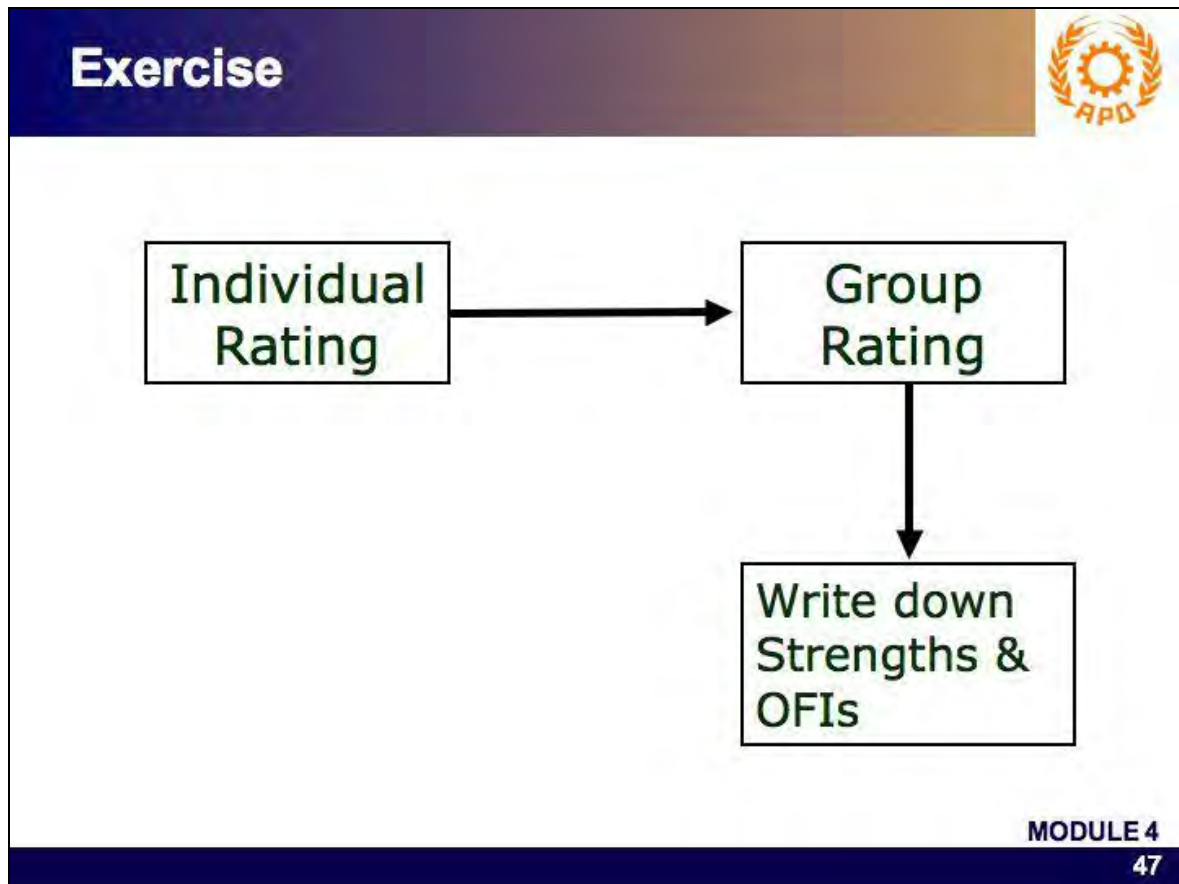 Exercise
APO
Individual
Rating
Group
Rating
Write down
Strengths &
OFIs
MODULE 4
47